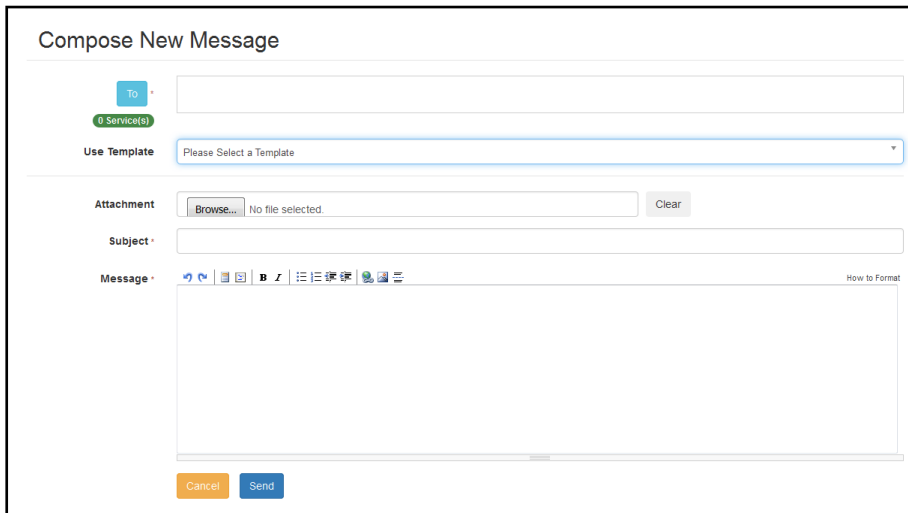 Compose New Message
To *
0 Service(s)
Use Template Please Select a Template
Attachment Browse... No file selected. Clear
Subject *
Message * B I How to Format
Cancel Send